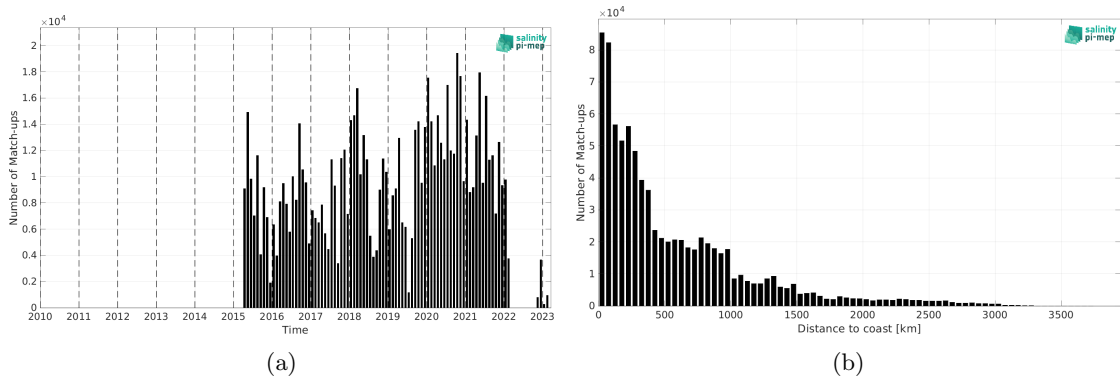 ×10⁴
2
1.8
1.6
1.4
1.2
1
0.8
0.6
0.4
0.2
0
Number of Match-ups
2010 2011 2012 2013 2014 2015 2016 2017 2018 2019 2020 2021 2022 2023
Time
salinity
pi-mep
(a)
×10⁴
8
7
6
5
4
3
2
1
0
Number of Match-ups
0 500 1000 1500 2000 2500 3000 3500
Distance to coast [km]
salinity
pi-mep
(b)